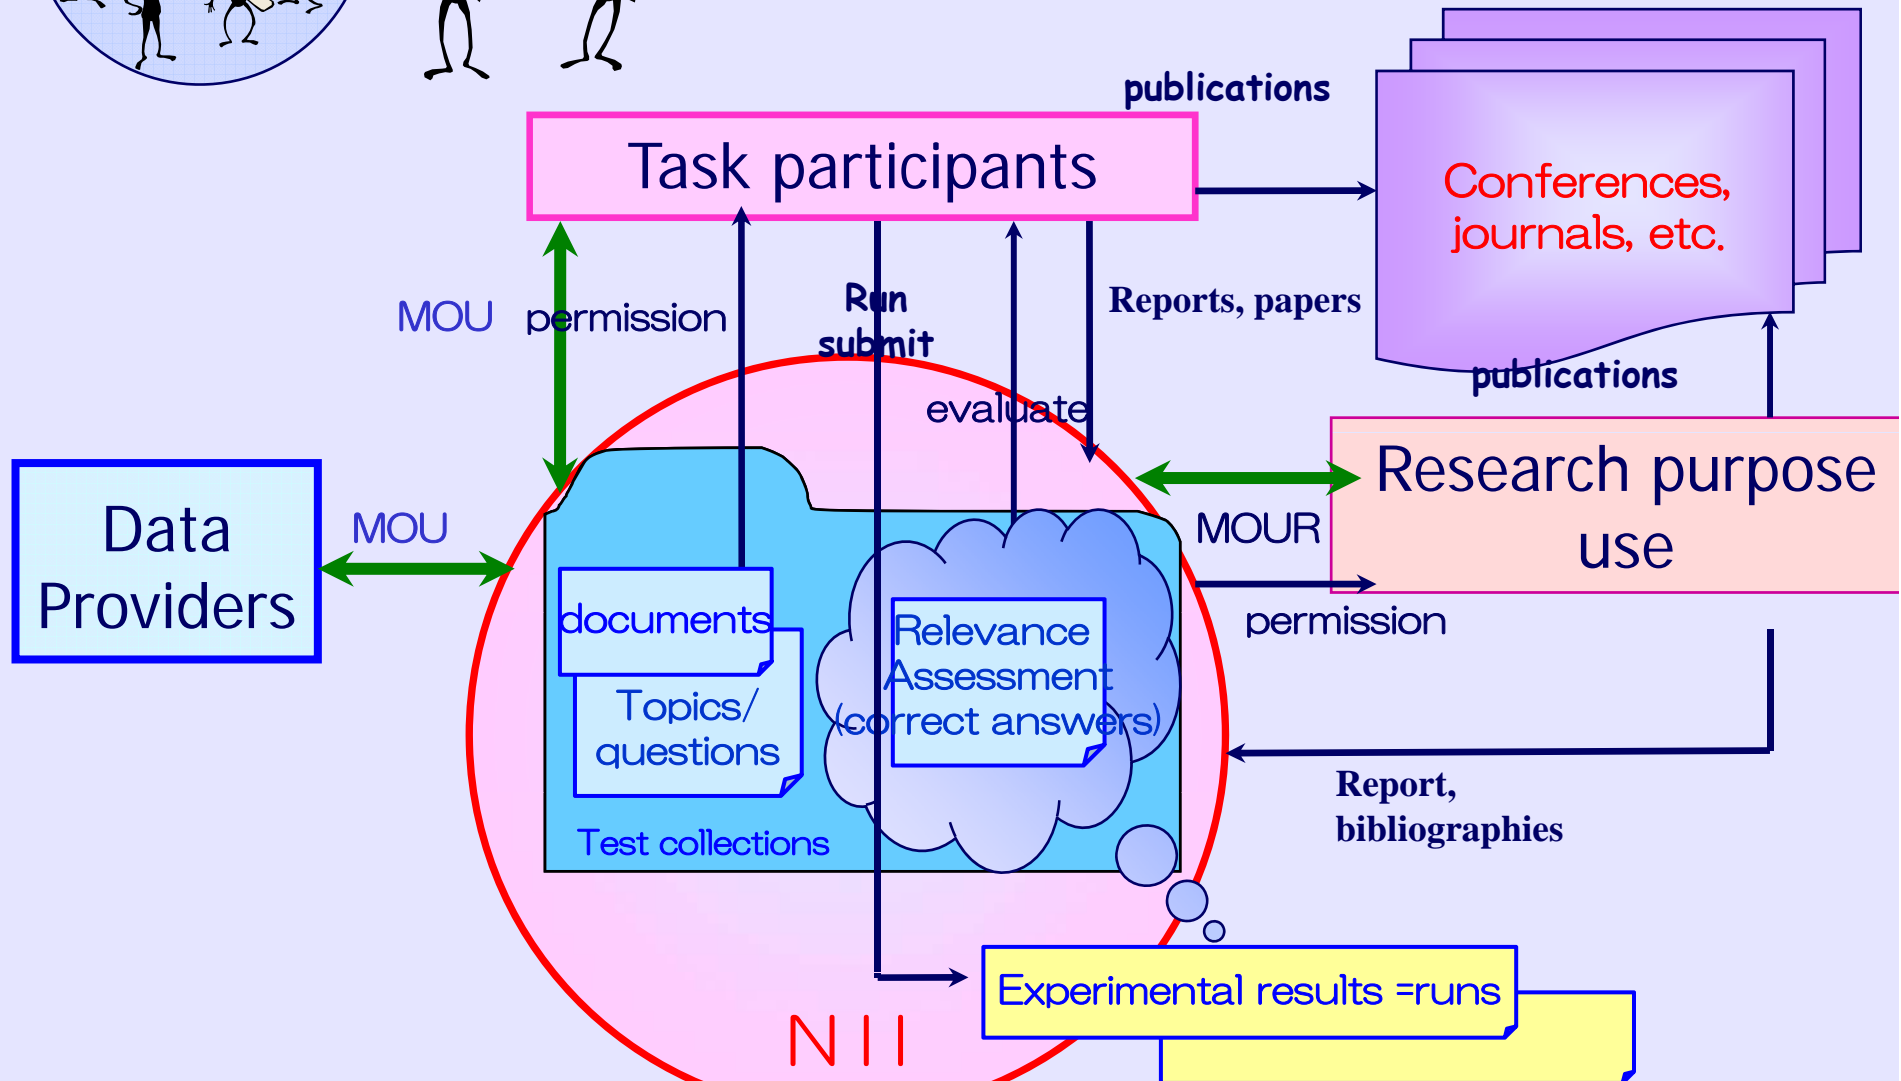 publications
Task participants
Conferences,
journals, etc.
MOU
permission
Run
submit
Reports, papers
publications
evaluate
Research purpose
use
Data
Providers
MOU
MOUR
permission
documents
Topics/
questions
Relevance
Assessment
(correct answers)
Test collections
Report,
bibliographies
Experimental results =runs
NII